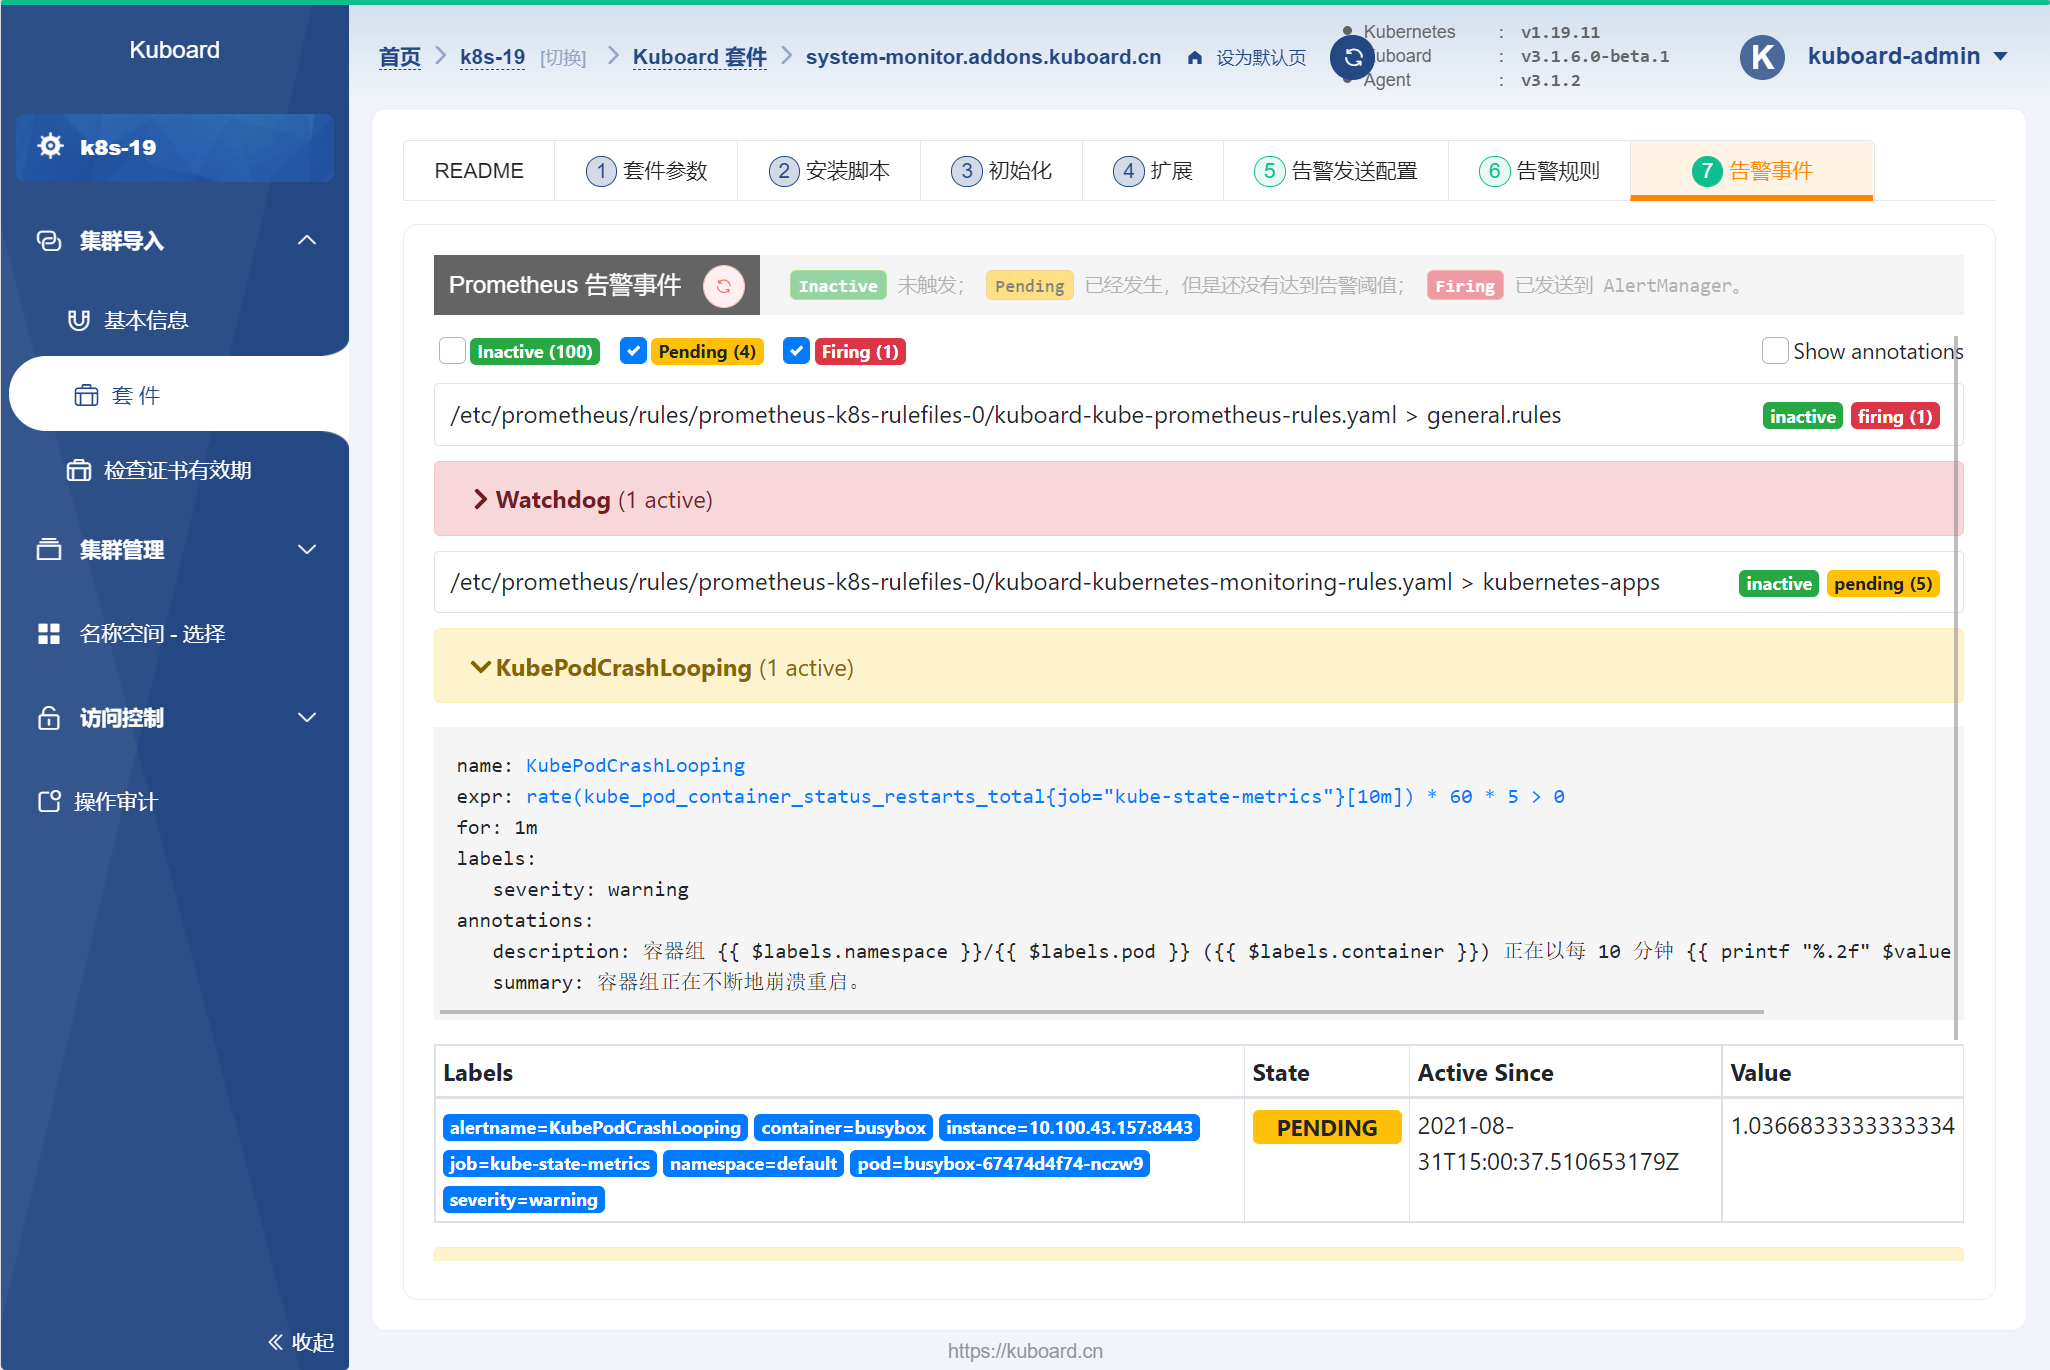 Kuboard
k8s-19
集群导入
基本信息
套 件
检查证书有效期
集群管理
名称空间 - 选择
访问控制
操作审计
收起
首页 k8s-19 [切换] Kuboard 套件 system-monitor.addons.kuboard.cn 设为默认页
Kubernetes : v1.19.11
uboard : v3.1.6.0-beta.1
Agent : v3.1.2
K kuboard-admin
README 1 套件参数 2 安装脚本 3 初始化 4 扩展 5 告警发送配置 6 告警规则 7 告警事件
Prometheus 告警事件 Inactive 未触发; Pending 已经发生，但是还没有达到告警阈值; Firing 已发送到 AlertManager。
Inactive (100) Pending (4) Firing (1) Show annotations
/etc/prometheus/rules/prometheus-k8s-rulefiles-0/kuboard-kube-prometheus-rules.yaml > general.rules inactive firing (1)
Watchdog (1 active)
/etc/prometheus/rules/prometheus-k8s-rulefiles-0/kuboard-kubernetes-monitoring-rules.yaml > kubernetes-apps inactive pending (5)
KubePodCrashLooping (1 active)
name: KubePodCrashLooping
expr: rate(kube_pod_container_status_restarts_total{job="kube-state-metrics"}[10m]) * 60 * 5 > 0
for: 1m
labels:
severity: warning
annotations:
description: 容器组 {{ $labels.namespace }}/{{ $labels.pod }} ({{ $labels.container }}) 正在以每 10 分钟 {{ printf "%.2f" $value
summary: 容器组正在不断地崩溃重启。
Labels State Active Since Value
alertname=KubePodCrashLooping container=busybox instance=10.100.43.157:8443 PENDING 2021-08- 1.0366833333333334
job=kube-state-metrics namespace=default pod=busybox-67474d4f74-nczw9 31T15:00:37.510653179Z
severity=warning
https://kuboard.cn